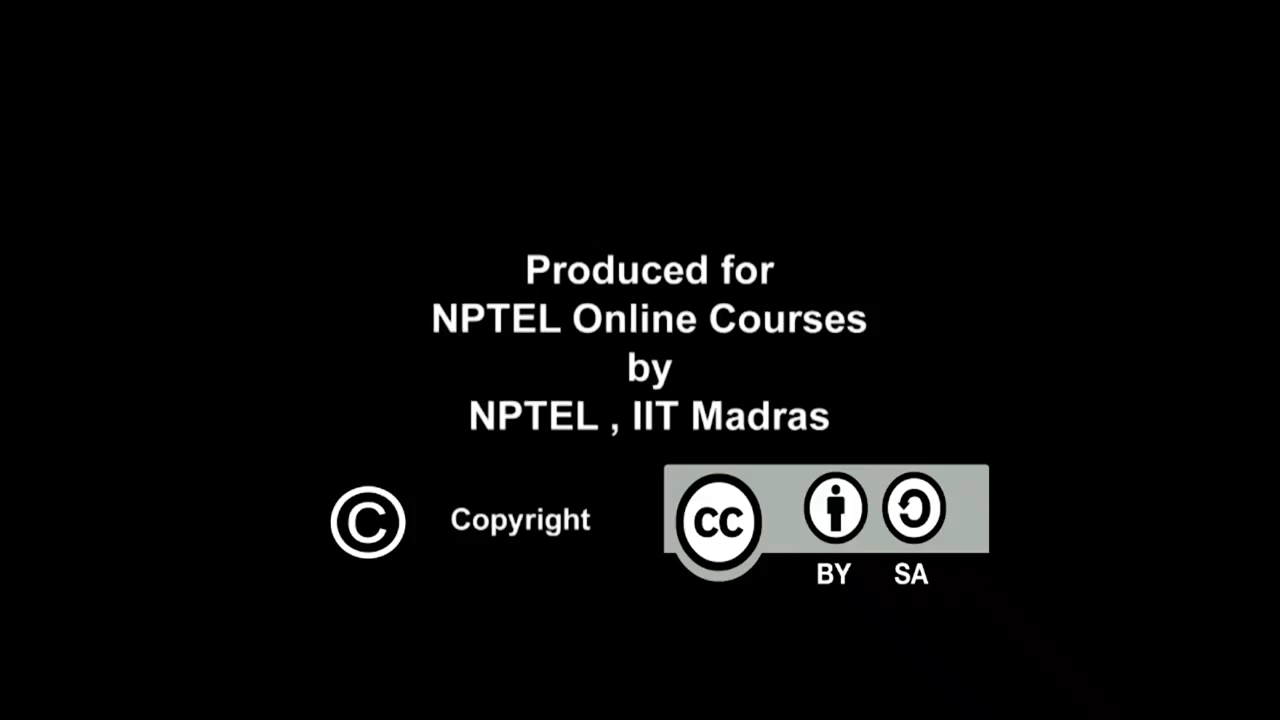 Produced for
NPTEL Online Courses
by
NPTEL , IIT Madras
© Copyright
cc
BY SA